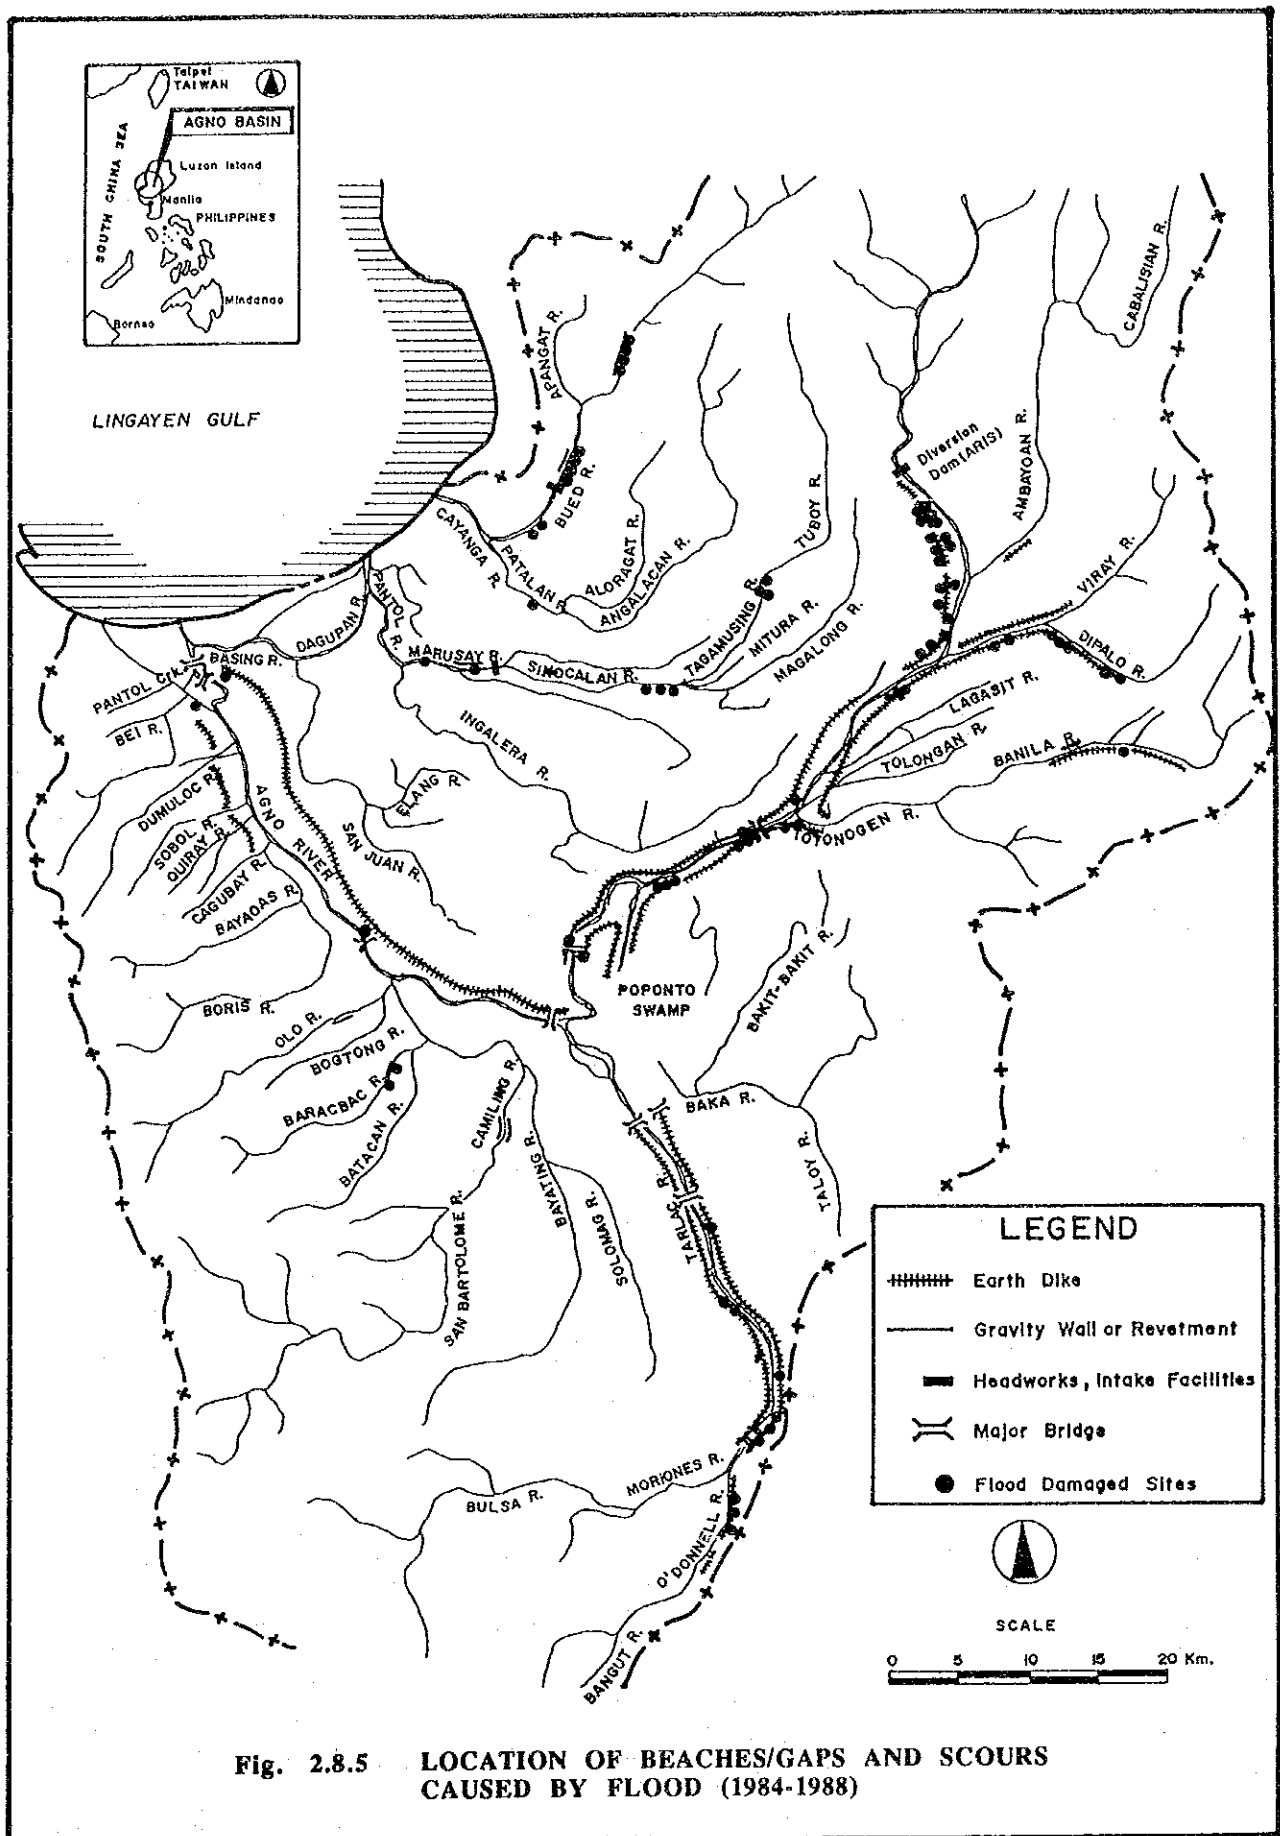 Taipei
TAIWAN
AGNO BASIN
SOUTH CHINA SEA
Luzon Island
Manila
PHILIPPINES
Mindanao
Borneo
LINGAYEN GULF
APANGAT R.
BUED R.
CABALISIAN R.
Diversion
Dam(ARIS)
AMBAYOAN R.
CAYANGA R.
PATALAN R.
ALORAGAT R.
ANGALACAN R.
TUBOY R.
VIRAY R.
DIPALO R.
PANTOL R.
DAGUPAN R.
MARUSAY R.
SINOCALAN R.
TAGAMUSING R.
MITURA R.
MAGALONG R.
BASING R.
PANTOL Crk.
BEI R.
INGALERA R.
LAGASIT R.
TOLONGAN R.
BANILA R.
TOTONOGEN R.
DUMULOC R.
SOBOL R.
QUIRAY R.
CAGUBAY R.
BAYAOAS R.
AGNO RIVER
ELANG R.
SAN JUAN R.
BORIS R.
OLO R.
BOGTONG R.
BARACBAC R.
BATACAN R.
CAMILING R.
POPONTO
SWAMP
BAKIT-BAKIT R.
BAKA R.
TALOY R.
BAYATING R.
SOLOMAG R.
SAN BARTOLOME R.
TARLAC R.
MORIONES R.
BULSA R.
O'DONNELL R.
BANGUT R.
LEGEND
Earth Dike
Gravity Wall or Revetment
Headworks, Intake Facilities
Major Bridge
Flood Damaged Sites
SCALE
0 5 10 15 20 Km.
Fig. 2.8.5 LOCATION OF BEACHES/GAPS AND SCOURS
CAUSED BY FLOOD (1984-1988)